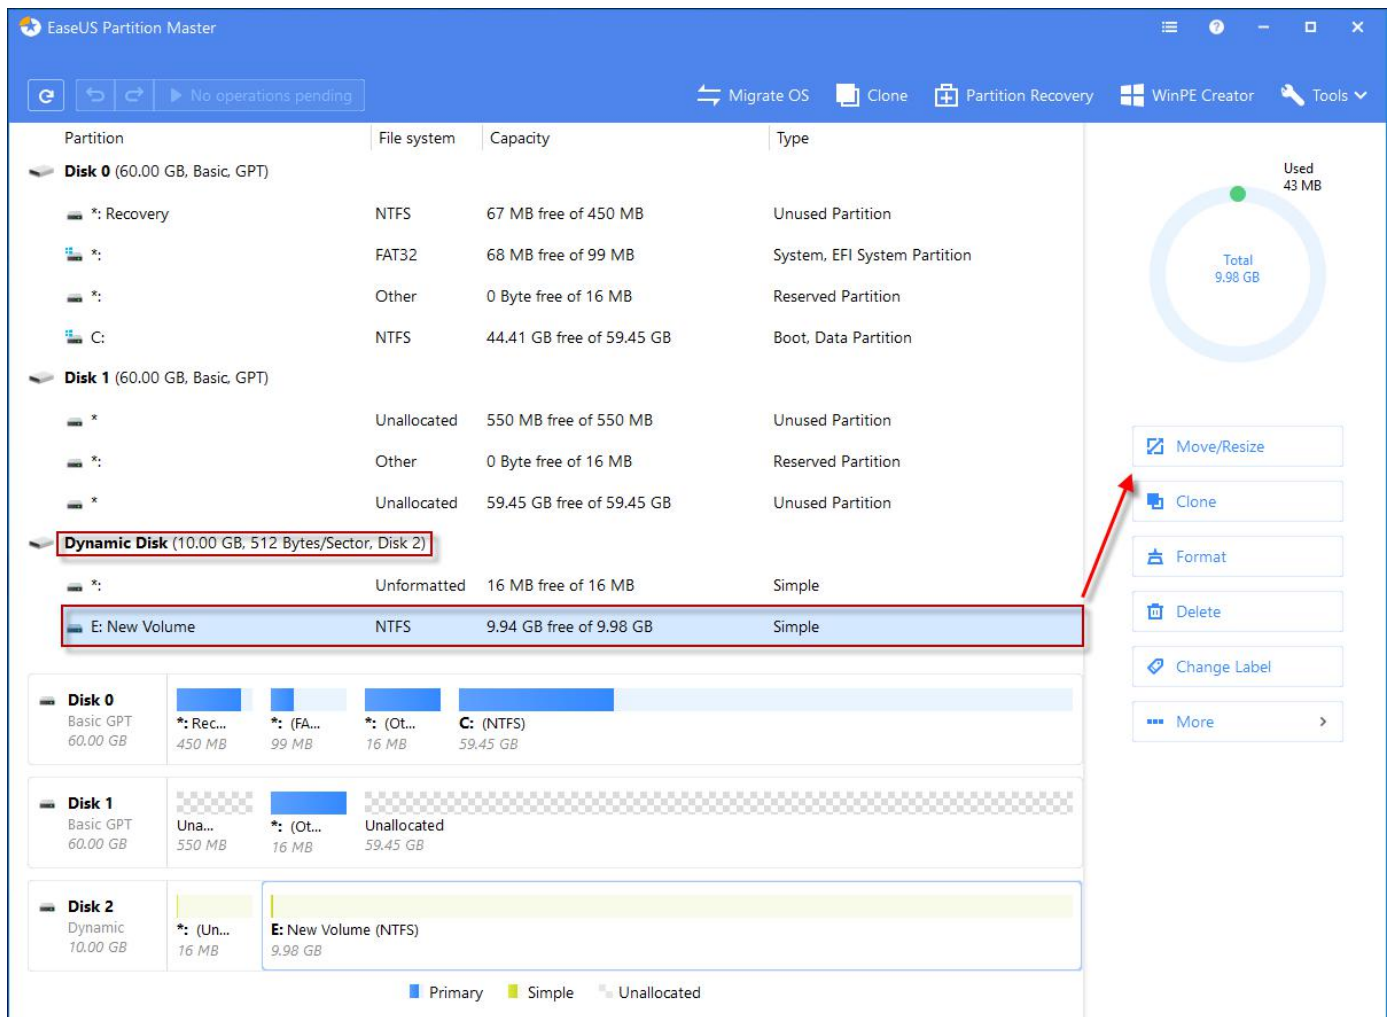 EaseUS Partition Master
No operations pending
Migrate OS
Clone
Partition Recovery
WinPE Creator
Tools
Partition File system Capacity Type
Disk 0 (60.00 GB, Basic, GPT)
*: Recovery NTFS 67 MB free of 450 MB Unused Partition
*: FAT32 68 MB free of 99 MB System, EFI System Partition
*: Other 0 Byte free of 16 MB Reserved Partition
C: NTFS 44.41 GB free of 59.45 GB Boot, Data Partition
Disk 1 (60.00 GB, Basic, GPT)
* Unallocated 550 MB free of 550 MB Unused Partition
*: Other 0 Byte free of 16 MB Reserved Partition
* Unallocated 59.45 GB free of 59.45 GB Unused Partition
Dynamic Disk (10.00 GB, 512 Bytes/Sector, Disk 2)
*: Unformatted 16 MB free of 16 MB Simple
E: New Volume NTFS 9.94 GB free of 9.98 GB Simple
Used
43 MB
Total
9.98 GB
Move/Resize
Clone
Format
Delete
Change Label
More
Disk 0
Basic GPT
60.00 GB
*: Rec...
450 MB
*: (FA...
99 MB
*: (Ot...
16 MB
C: (NTFS)
59.45 GB
Disk 1
Basic GPT
60.00 GB
Una...
550 MB
*: (Ot...
16 MB
Unallocated
59.45 GB
Disk 2
Dynamic
10.00 GB
*: (Un...
16 MB
E: New Volume (NTFS)
9.98 GB
Primary Simple Unallocated